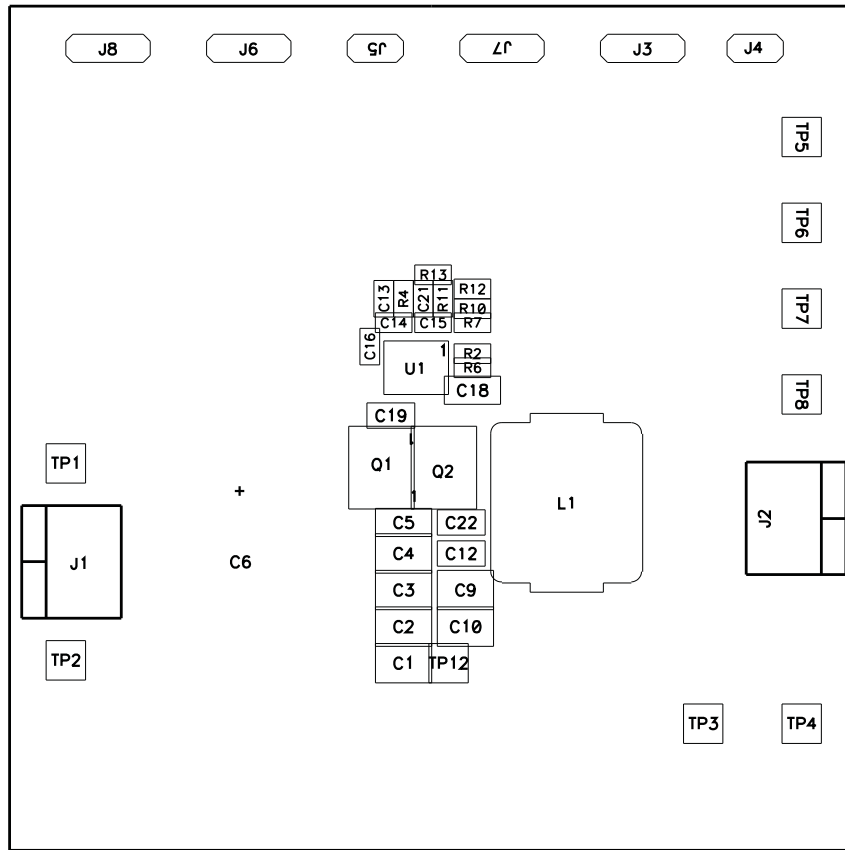 J8 J6 J5 J7 J3 J4
TP5
TP6
R13
C13 R4 C21 R11 R12
R10
C14 C15 R7
TP7
C16 U1 1 R2
R6
C18
TP8
C19
TP1 Q1 1 Q2
1
+
L1
J2
C5 C22
J1 C6 C4 C12
C3 C9
C2 C10
TP2 C1 TP12
TP3 TP4